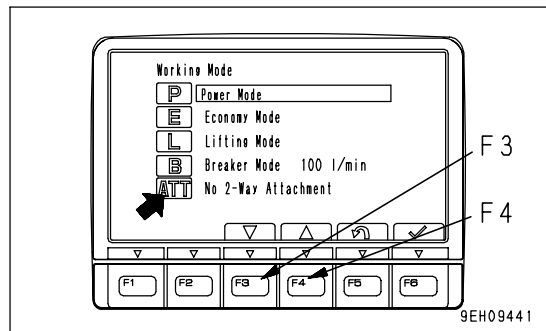 Working Mode
P Power Mode
E Economy Mode
L Lifting Mode
B Breaker Mode 100 l/min
ATT No 2-Way Attachment
F3
F4
F1 F2 F3 F4 F5 F6
9EH09441